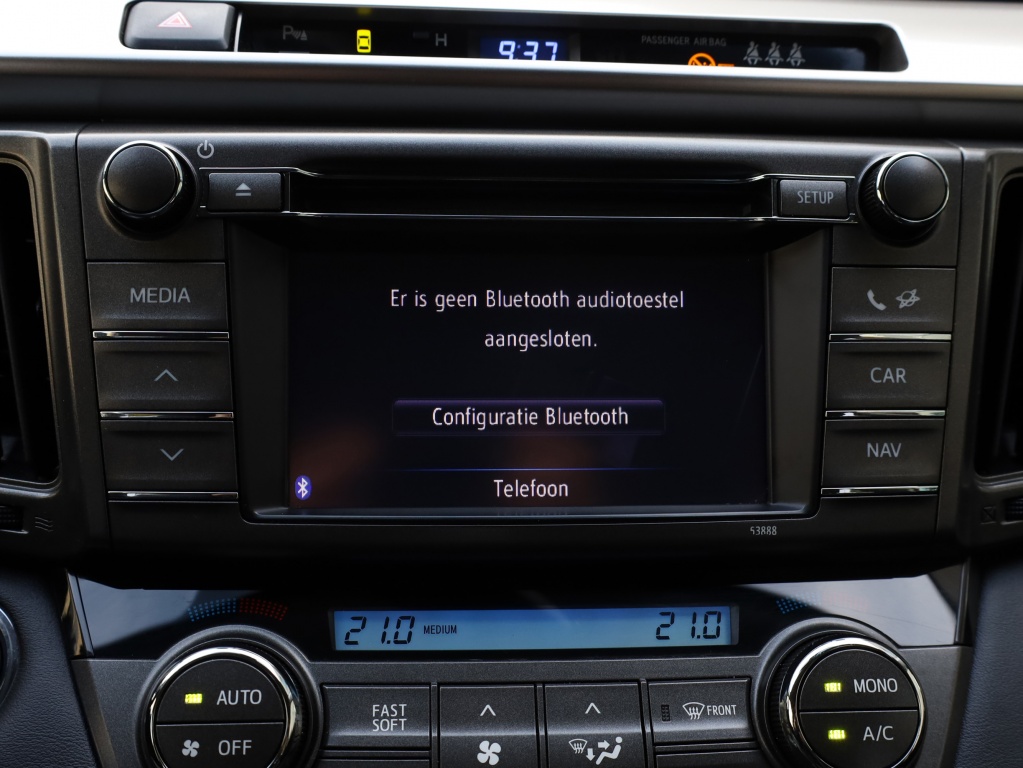 H
9:37
PASSENGER AIR BAG
SETUP
MEDIA
Er is geen Bluetooth audiotoestel
aangesloten.
CAR
Configuratie Bluetooth
NAV
Telefoon
53888
21.0 MEDIUM 21.0
AUTO
MONO
FAST
SOFT
FRONT
OFF
A/C